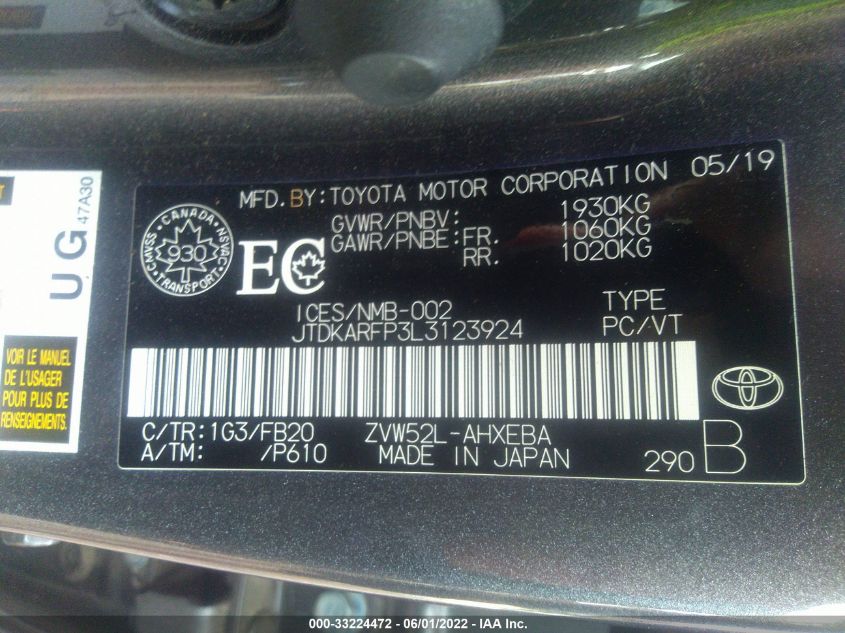 MFD. BY: TOYOTA MOTOR CORPORATION 05/19
GVWR/PNBV: 1930KG
GAWR/PNBE: FR. 1060KG
RR. 1020KG
CANADA
CMVSS NSVAC
930
TRANSPORT
EC
ICES/NMB-002 TYPE
JTDKARFP3L3123924 PC/VT
C/TR: 1G3/FB20 ZVW52L-AHXEBA
A/TM: /P610 MADE IN JAPAN 290 B
UG 47A30
VOIR LE MANUEL
DE L'USAGER
POUR PLUS DE
RENSEIGNEMENTS.
000-33224472 - 06/01/2022 - IAA Inc.